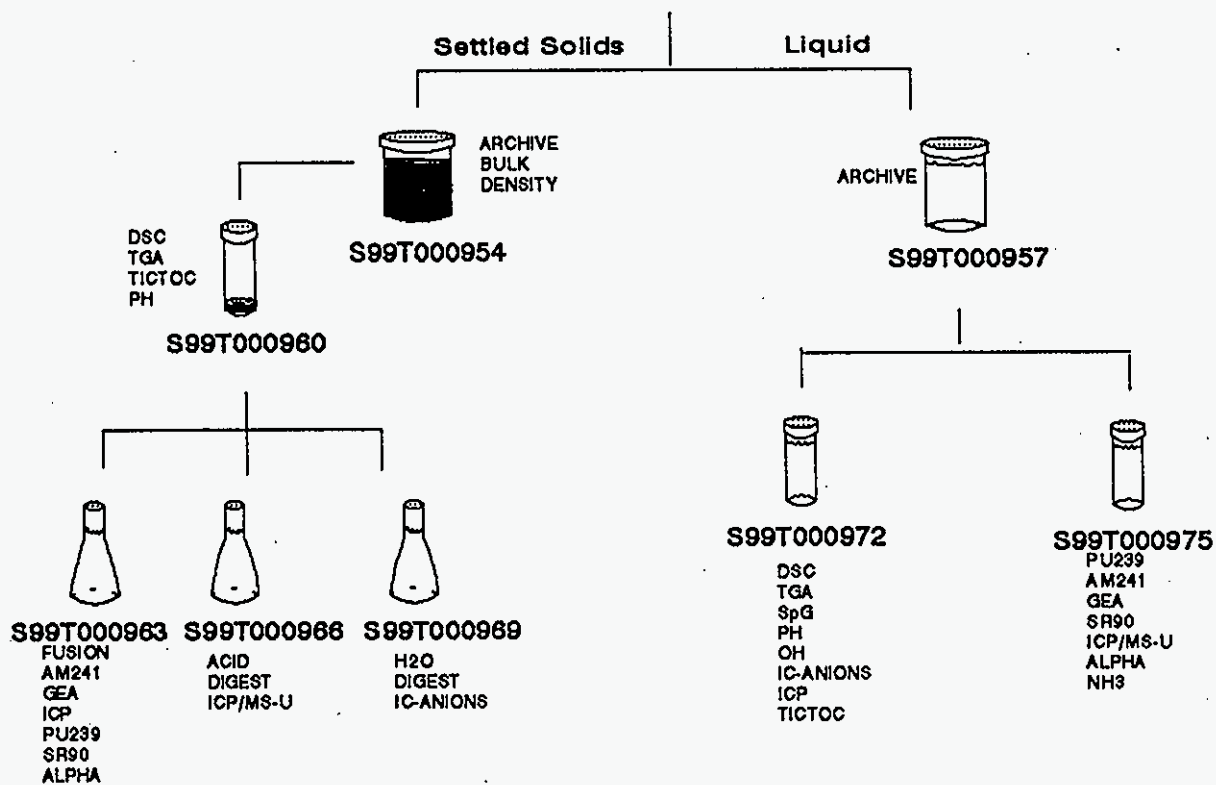 Settled Solids
Liquid
ARCHIVE
BULK
DENSITY
S99T000954
ARCHIVE
S99T000957
DSC
TGA
TICTOC
PH
S99T000960
S99T000963
FUSION
AM241
GEA
ICP
PU239
SR90
ALPHA
S99T000966
ACID
DIGEST
ICP/MS-U
S99T000969
H2O
DIGEST
IC-ANIONS
S99T000972
DSC
TGA
SpG
PH
OH
IC-ANIONS
ICP
TICTOC
S99T000975
PU239
AM241
GEA
SR90
ICP/MS-U
ALPHA
NH3